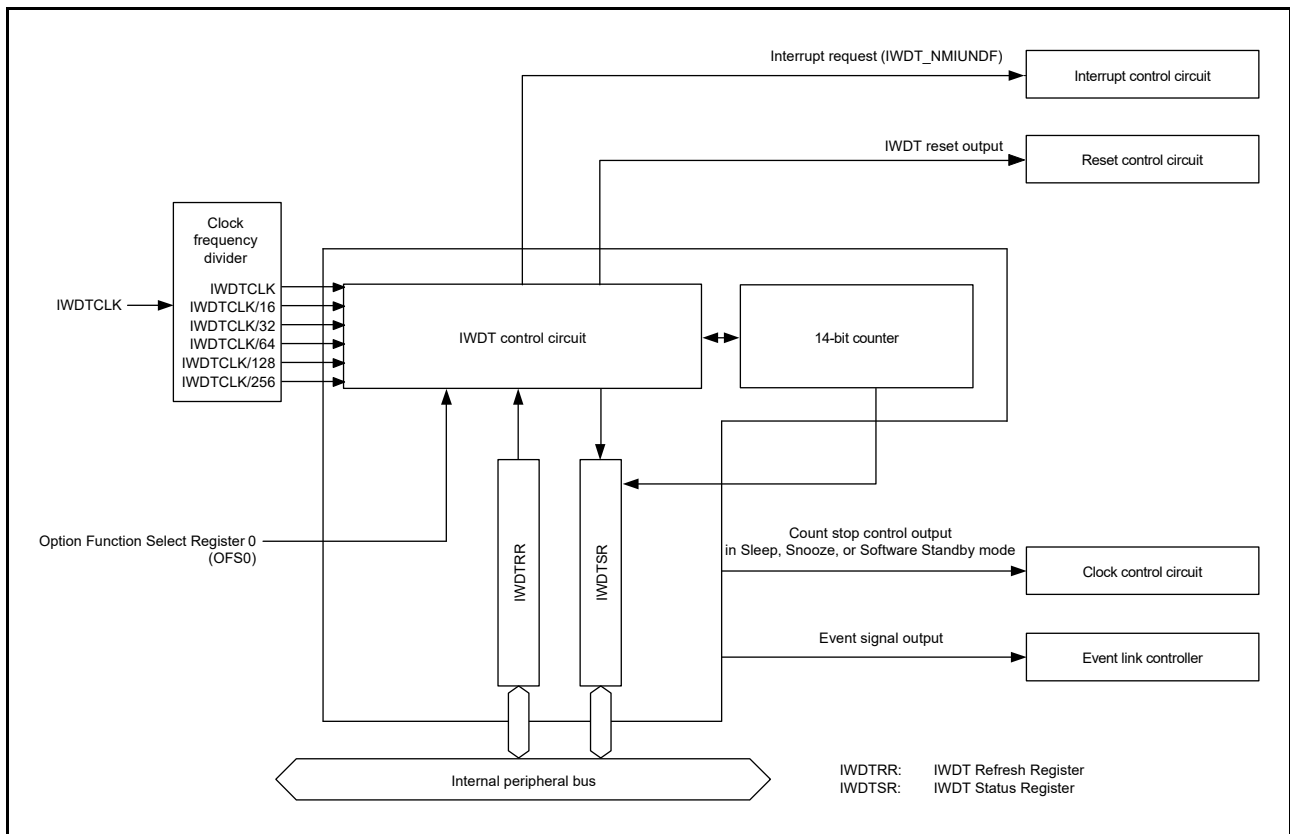 Interrupt request (IWDT_NMIUNDF)
Interrupt control circuit
IWDT reset output
Reset control circuit
Clock
frequency
divider
IWDTCLK
IWDTCLK
IWDTCLK/16
IWDTCLK/32
IWDTCLK/64
IWDTCLK/128
IWDTCLK/256
IWDT control circuit
14-bit counter
Option Function Select Register 0
(OFS0)
IWDTRR
IWDTSR
Count stop control output
in Sleep, Snooze, or Software Standby mode
Clock control circuit
Event signal output
Event link controller
Internal peripheral bus
IWDTRR: IWDT Refresh Register
IWDTSR: IWDT Status Register